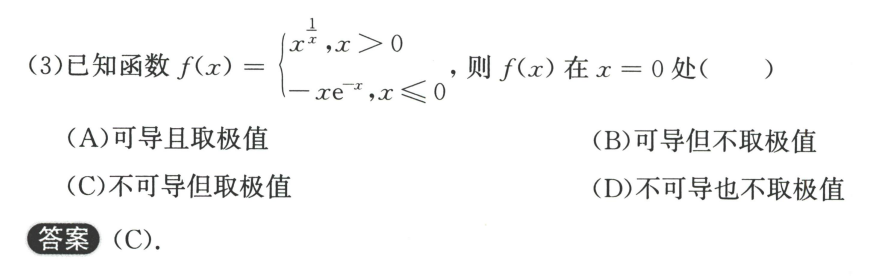 (3)已知函数 f(x) = { x^{1/x}, x > 0 ; -xe^{-x}, x ⩽ 0 , 则 f(x) 在 x = 0 处(　　)
(A)可导且取极值　　(B)可导但不取极值
(C)不可导但取极值　　(D)不可导也不取极值
答案 (C).